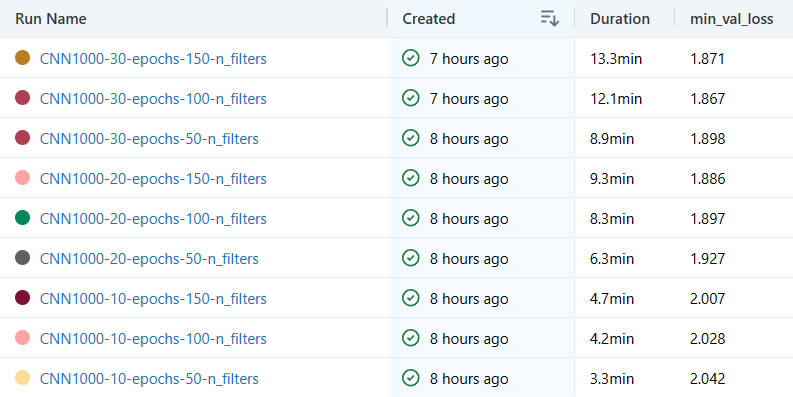 Run Name Created Duration min_val_loss
CNN1000-30-epochs-150-n_filters 7 hours ago 13.3min 1.871
CNN1000-30-epochs-100-n_filters 7 hours ago 12.1min 1.867
CNN1000-30-epochs-50-n_filters 8 hours ago 8.9min 1.898
CNN1000-20-epochs-150-n_filters 8 hours ago 9.3min 1.886
CNN1000-20-epochs-100-n_filters 8 hours ago 8.3min 1.897
CNN1000-20-epochs-50-n_filters 8 hours ago 6.3min 1.927
CNN1000-10-epochs-150-n_filters 8 hours ago 4.7min 2.007
CNN1000-10-epochs-100-n_filters 8 hours ago 4.2min 2.028
CNN1000-10-epochs-50-n_filters 8 hours ago 3.3min 2.042